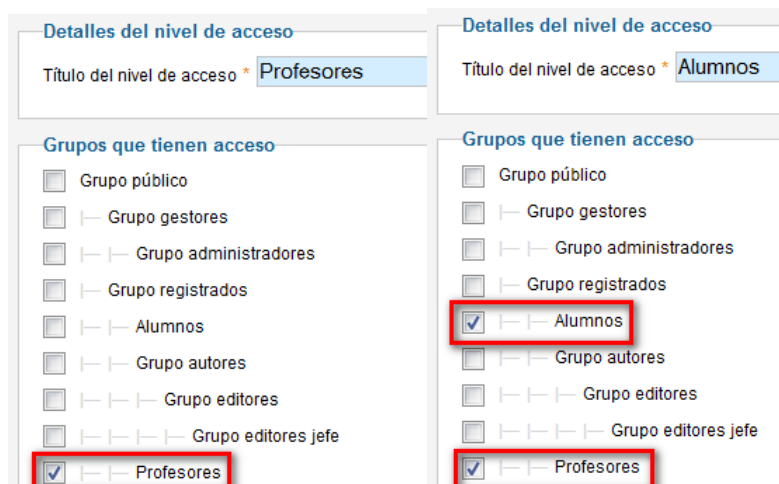 Detalles del nivel de acceso
Título del nivel de acceso * Profesores
Grupos que tienen acceso
Grupo público
Grupo gestores
Grupo administradores
Grupo registrados
Alumnos
Grupo autores
Grupo editores
Grupo editores jefe
Profesores
Detalles del nivel de acceso
Título del nivel de acceso * Alumnos
Grupos que tienen acceso
Grupo público
Grupo gestores
Grupo administradores
Grupo registrados
Alumnos
Grupo autores
Grupo editores
Grupo editores jefe
Profesores